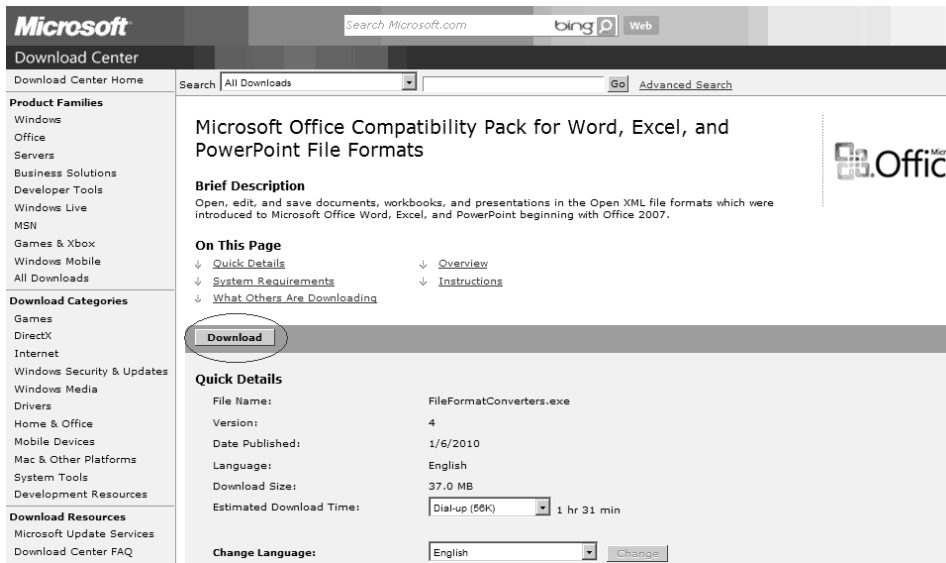 Microsoft
Search Microsoft.com bing Web
Download Center
Download Center Home
Search All Downloads Go Advanced Search
Product Families
Windows
Office
Servers
Business Solutions
Developer Tools
Windows Live
MSN
Games & Xbox
Windows Mobile
All Downloads
Download Categories
Games
DirectX
Internet
Windows Security & Updates
Windows Media
Drivers
Home & Office
Mobile Devices
Mac & Other Platforms
System Tools
Development Resources
Download Resources
Microsoft Update Services
Download Center FAQ
Microsoft Office Compatibility Pack for Word, Excel, and
PowerPoint File Formats
Micr
Offic
Brief Description
Open, edit, and save documents, workbooks, and presentations in the Open XML file formats which were
introduced to Microsoft Office Word, Excel, and PowerPoint beginning with Office 2007.
On This Page
Quick Details Overview
System Requirements Instructions
What Others Are Downloading
Download
Quick Details
File Name: FileFormatConverters.exe
Version: 4
Date Published: 1/6/2010
Language: English
Download Size: 37.0 MB
Estimated Download Time: Dial-up (56K) 1 hr 31 min
Change Language: English Change